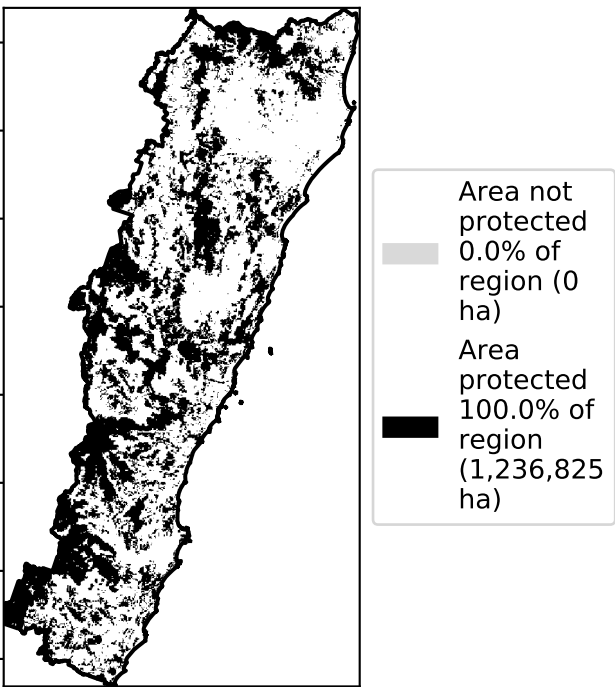 Area not
protected
0.0% of
region (0
ha)
Area
protected
100.0% of
region
(1,236,825
ha)